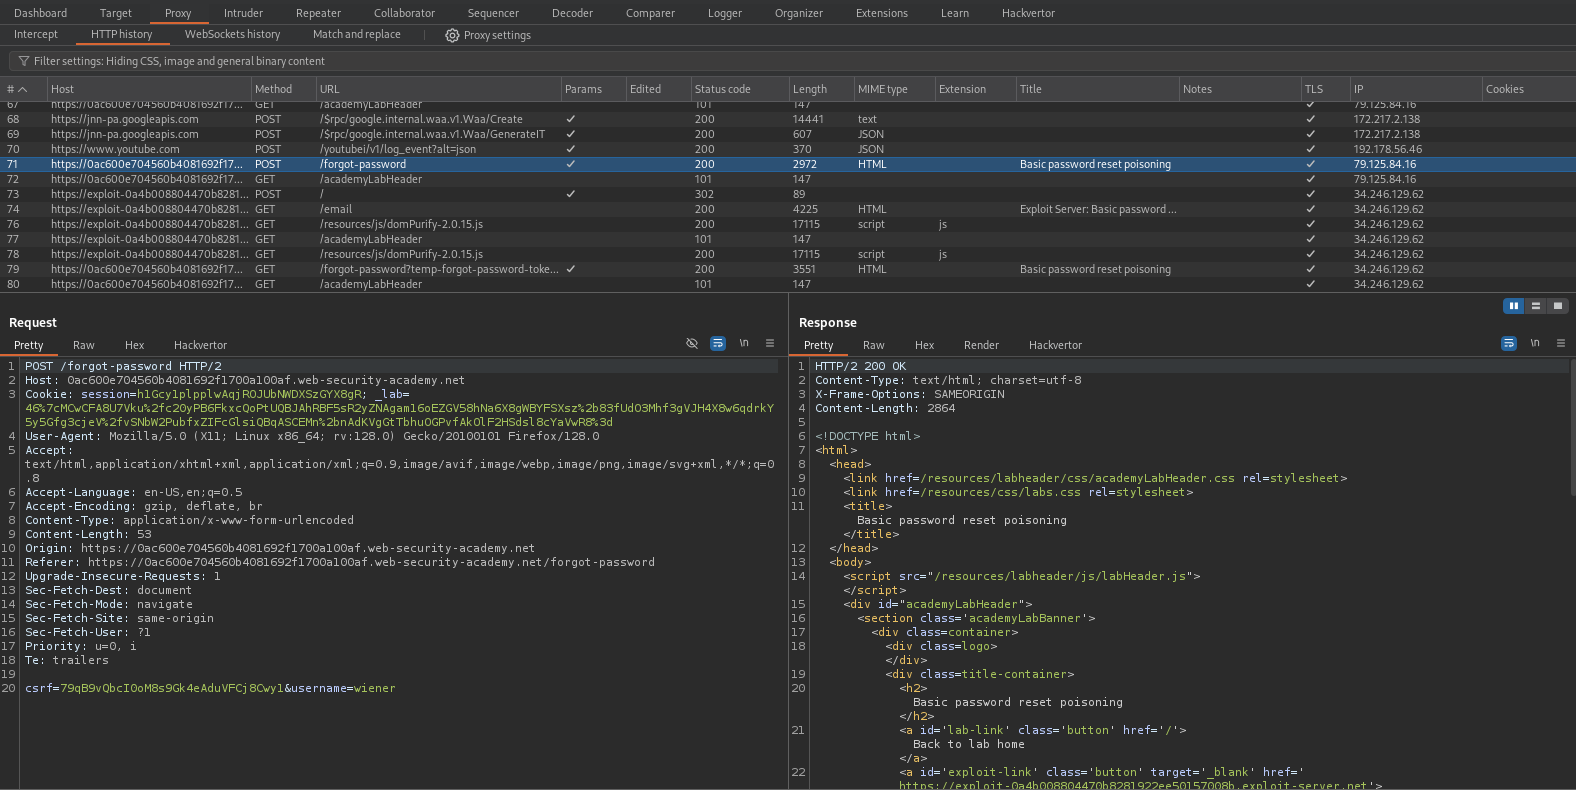 Dashboard Target Proxy Intruder Repeater Collaborator Sequencer Decoder Comparer Logger Organizer Extensions Learn Hackvertor
Intercept HTTP history WebSockets history Match and replace Proxy settings
Filter settings: Hiding CSS, image and general binary content
# Host Method URL Params Edited Status code Length MIME type Extension Title Notes TLS IP Cookies
67 https://0ac600e704560b4081692f17... GET /academyLabHeader 101 147 ✓ 79.125.84.16
68 https://jnn-pa.googleapis.com POST /$rpc/google.internal.waa.v1.Waa/Create ✓ 200 14441 text ✓ 172.217.2.138
69 https://jnn-pa.googleapis.com POST /$rpc/google.internal.waa.v1.Waa/GenerateIT ✓ 200 607 JSON ✓ 172.217.2.138
70 https://www.youtube.com POST /youtubei/v1/log_event?alt=json ✓ 200 370 JSON ✓ 192.178.56.46
71 https://0ac600e704560b4081692f17... POST /forgot-password ✓ 200 2972 HTML Basic password reset poisoning ✓ 79.125.84.16
72 https://0ac600e704560b4081692f17... GET /academyLabHeader 101 147 ✓ 79.125.84.16
73 https://exploit-0a4b008804470b8281... POST / ✓ 302 89 ✓ 34.246.129.62
74 https://exploit-0a4b008804470b8281... GET /email 200 4225 HTML Exploit Server: Basic password ... ✓ 34.246.129.62
76 https://exploit-0a4b008804470b8281... GET /resources/js/domPurify-2.0.15.js 200 17115 script js ✓ 34.246.129.62
77 https://exploit-0a4b008804470b8281... GET /academyLabHeader 101 147 ✓ 34.246.129.62
78 https://exploit-0a4b008804470b8281... GET /resources/js/domPurify-2.0.15.js 200 17115 script js ✓ 34.246.129.62
79 https://0ac600e704560b4081692f17... GET /forgot-password?temp-forgot-password-toke... ✓ 200 3551 HTML Basic password reset poisoning ✓ 34.246.129.62
80 https://0ac600e704560b4081692f17... GET /academyLabHeader 101 147 ✓ 34.246.129.62
Request
Pretty Raw Hex Hackvertor \n
1 POST /forgot-password HTTP/2
2 Host: 0ac600e704560b4081692f1700a100af.web-security-academy.net
3 Cookie: session=h1Gcy1plpplwAqjROJUbNWDXSzGYX8gR; _lab=
46%7cMCwCFA8U7Vku%2fc20yPB6FkxcQoPtUQBJAhRBF5sR2yZNAgam16oEZGV58hNa6X8gWBYFSXsz%2b83fUdO3Mhf3gVJH4X8w6qdrkY
5y5Gfg3cjeV%2fvSNbW2PubfxZIFcGlsiQBqASCEMn%2bnAdKVgGtTbhuOGPvfAkOlF2HSdsl8cYaVwR8%3d
4 User-Agent: Mozilla/5.0 (X11; Linux x86_64; rv:128.0) Gecko/20100101 Firefox/128.0
5 Accept:
text/html,application/xhtml+xml,application/xml;q=0.9,image/avif,image/webp,image/png,image/svg+xml,*/*;q=0
.8
6 Accept-Language: en-US,en;q=0.5
7 Accept-Encoding: gzip, deflate, br
8 Content-Type: application/x-www-form-urlencoded
9 Content-Length: 53
10 Origin: https://0ac600e704560b4081692f1700a100af.web-security-academy.net
11 Referer: https://0ac600e704560b4081692f1700a100af.web-security-academy.net/forgot-password
12 Upgrade-Insecure-Requests: 1
13 Sec-Fetch-Dest: document
14 Sec-Fetch-Mode: navigate
15 Sec-Fetch-Site: same-origin
16 Sec-Fetch-User: ?1
17 Priority: u=0, i
18 Te: trailers
19
20 csrf=79qB9vQbcI0oM8s9Gk4eAduVFCj8Cwy1&username=wiener
Response
Pretty Raw Hex Render Hackvertor \n
1 HTTP/2 200 OK
2 Content-Type: text/html; charset=utf-8
3 X-Frame-Options: SAMEORIGIN
4 Content-Length: 2864
5
6 <!DOCTYPE html>
7 <html>
8 <head>
9 <link href=/resources/labheader/css/academyLabHeader.css rel=stylesheet>
10 <link href=/resources/css/labs.css rel=stylesheet>
11 <title>
Basic password reset poisoning
</title>
12 </head>
13 <body>
14 <script src="/resources/labheader/js/labHeader.js">
</script>
15 <div id="academyLabHeader">
16 <section class='academyLabBanner'>
17 <div class=container>
18 <div class=logo>
</div>
19 <div class=title-container>
20 <h2>
Basic password reset poisoning
</h2>
21 <a id='lab-link' class='button' href='/'>
Back to lab home
</a>
22 <a id='exploit-link' class='button' target='_blank' href='
https://exploit-0a4b008804470b8281922ee50157008b.exploit-server.net'>